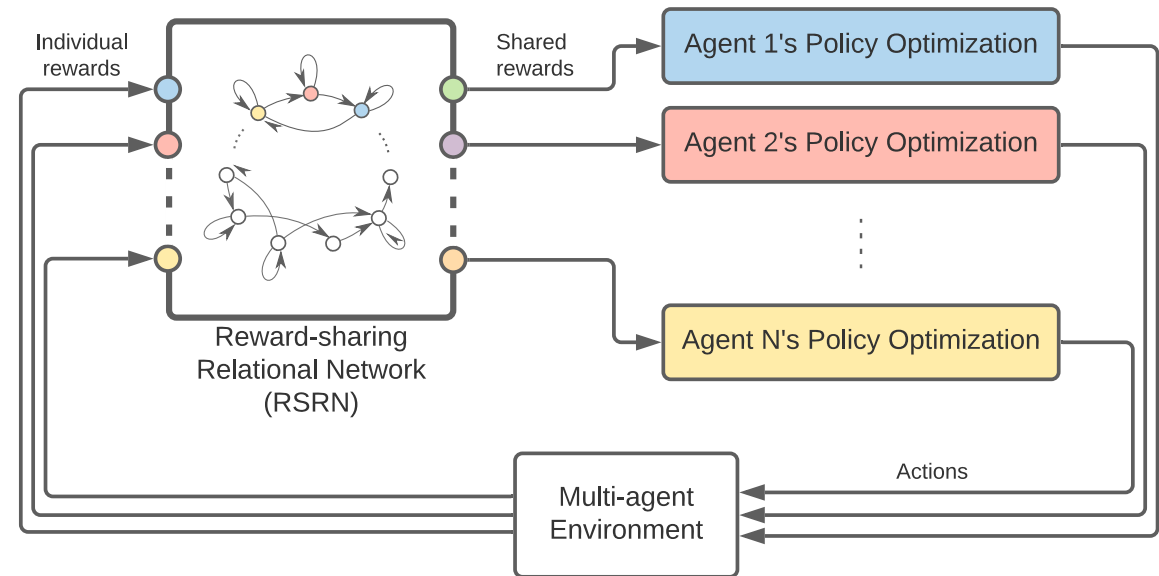 Individual
rewards
Shared
rewards
Agent 1's Policy Optimization
Agent 2's Policy Optimization
Agent N's Policy Optimization
Reward-sharing
Relational Network
(RSRN)
Actions
Multi-agent
Environment